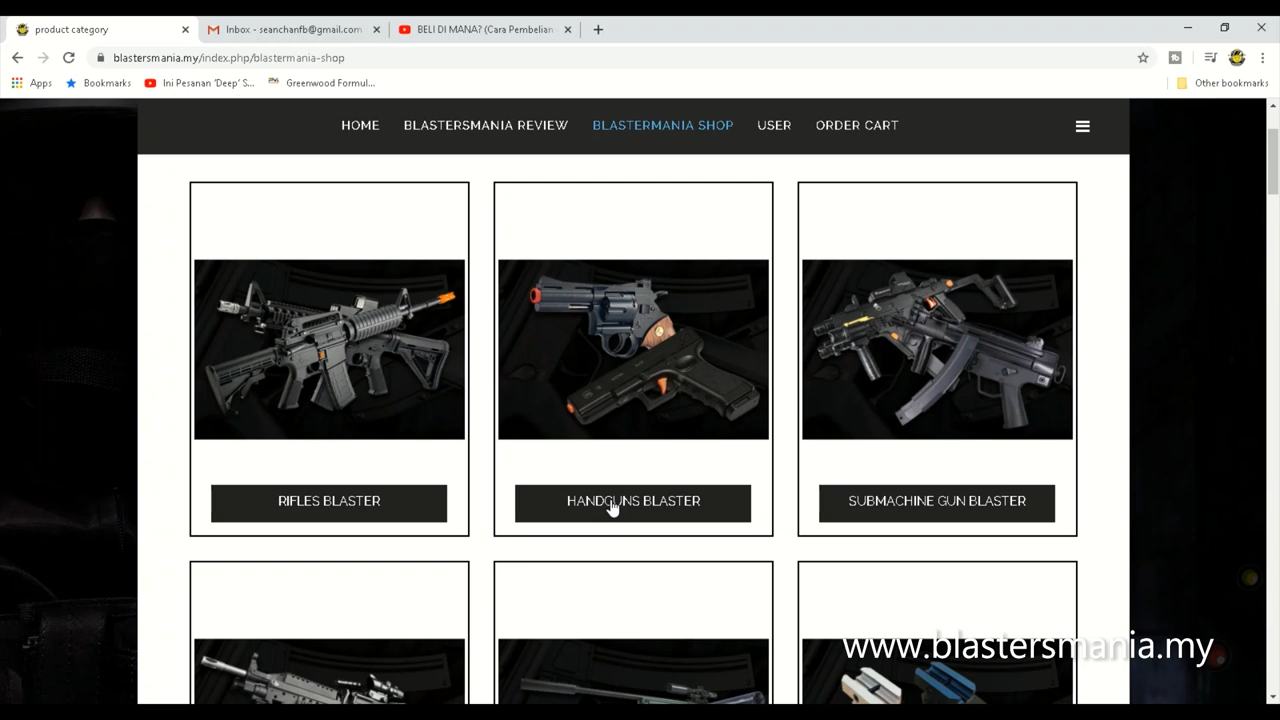 product category
Inbox - seanchanfb@gmail.com
BELI DI MANA? (Cara Pembelian
blastersmania.my/index.php/blastermania-shop
Apps
Bookmarks
Ini Pesanan 'Deep' S...
Greenwood Formul...
Other bookmarks
HOME
BLASTERSMANIA REVIEW
BLASTERMANIA SHOP
USER
ORDER CART
RIFLES BLASTER
HANDGUNS BLASTER
SUBMACHINE GUN BLASTER
www.blastersmania.my